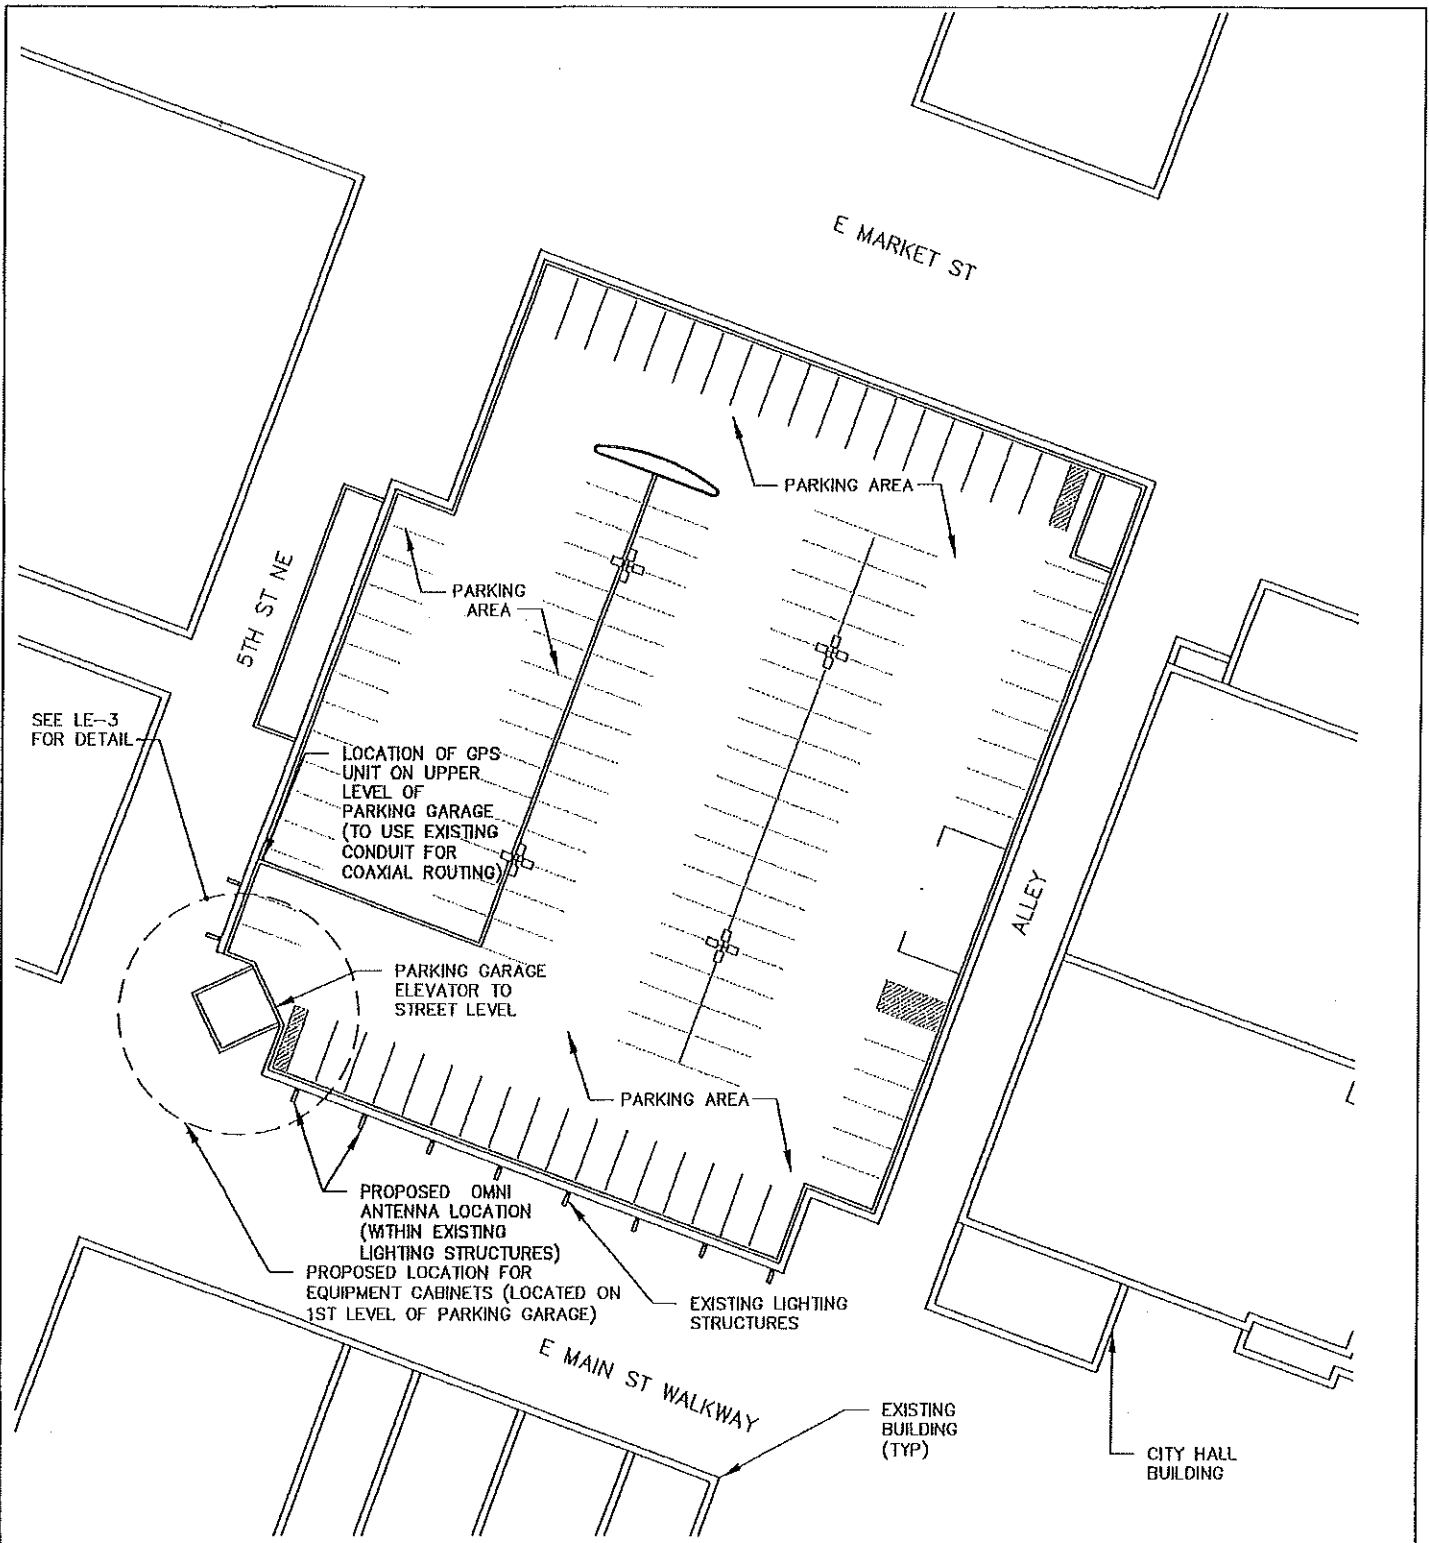 E MARKET ST
PARKING AREA
PARKING
AREA
5TH ST NE
SEE LE-3
FOR DETAIL
LOCATION OF GPS
UNIT ON UPPER
LEVEL OF
PARKING GARAGE
(TO USE EXISTING
CONDUIT FOR
COAXIAL ROUTING)
ALLEY
PARKING GARAGE
ELEVATOR TO
STREET LEVEL
PARKING AREA
PROPOSED OMNI
ANTENNA LOCATION
(WITHIN EXISTING
LIGHTING STRUCTURES)
PROPOSED LOCATION FOR
EQUIPMENT CABINETS (LOCATED ON
1ST LEVEL OF PARKING GARAGE)
EXISTING LIGHTING
STRUCTURES
E MAIN ST WALKWAY
EXISTING
BUILDING
(TYP)
CITY HALL
BUILDING